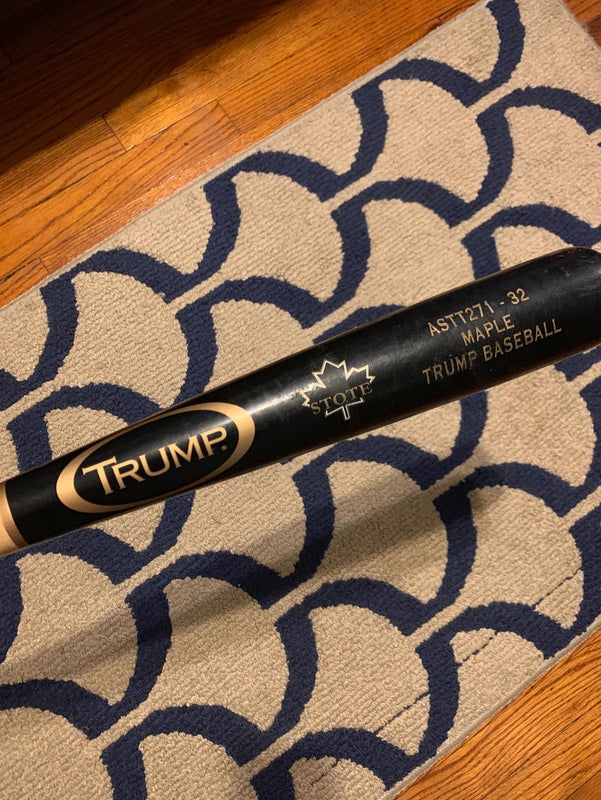 TRUMP.
STOTE
ASTT271 - 32
MAPLE
TRUMP BASEBALL